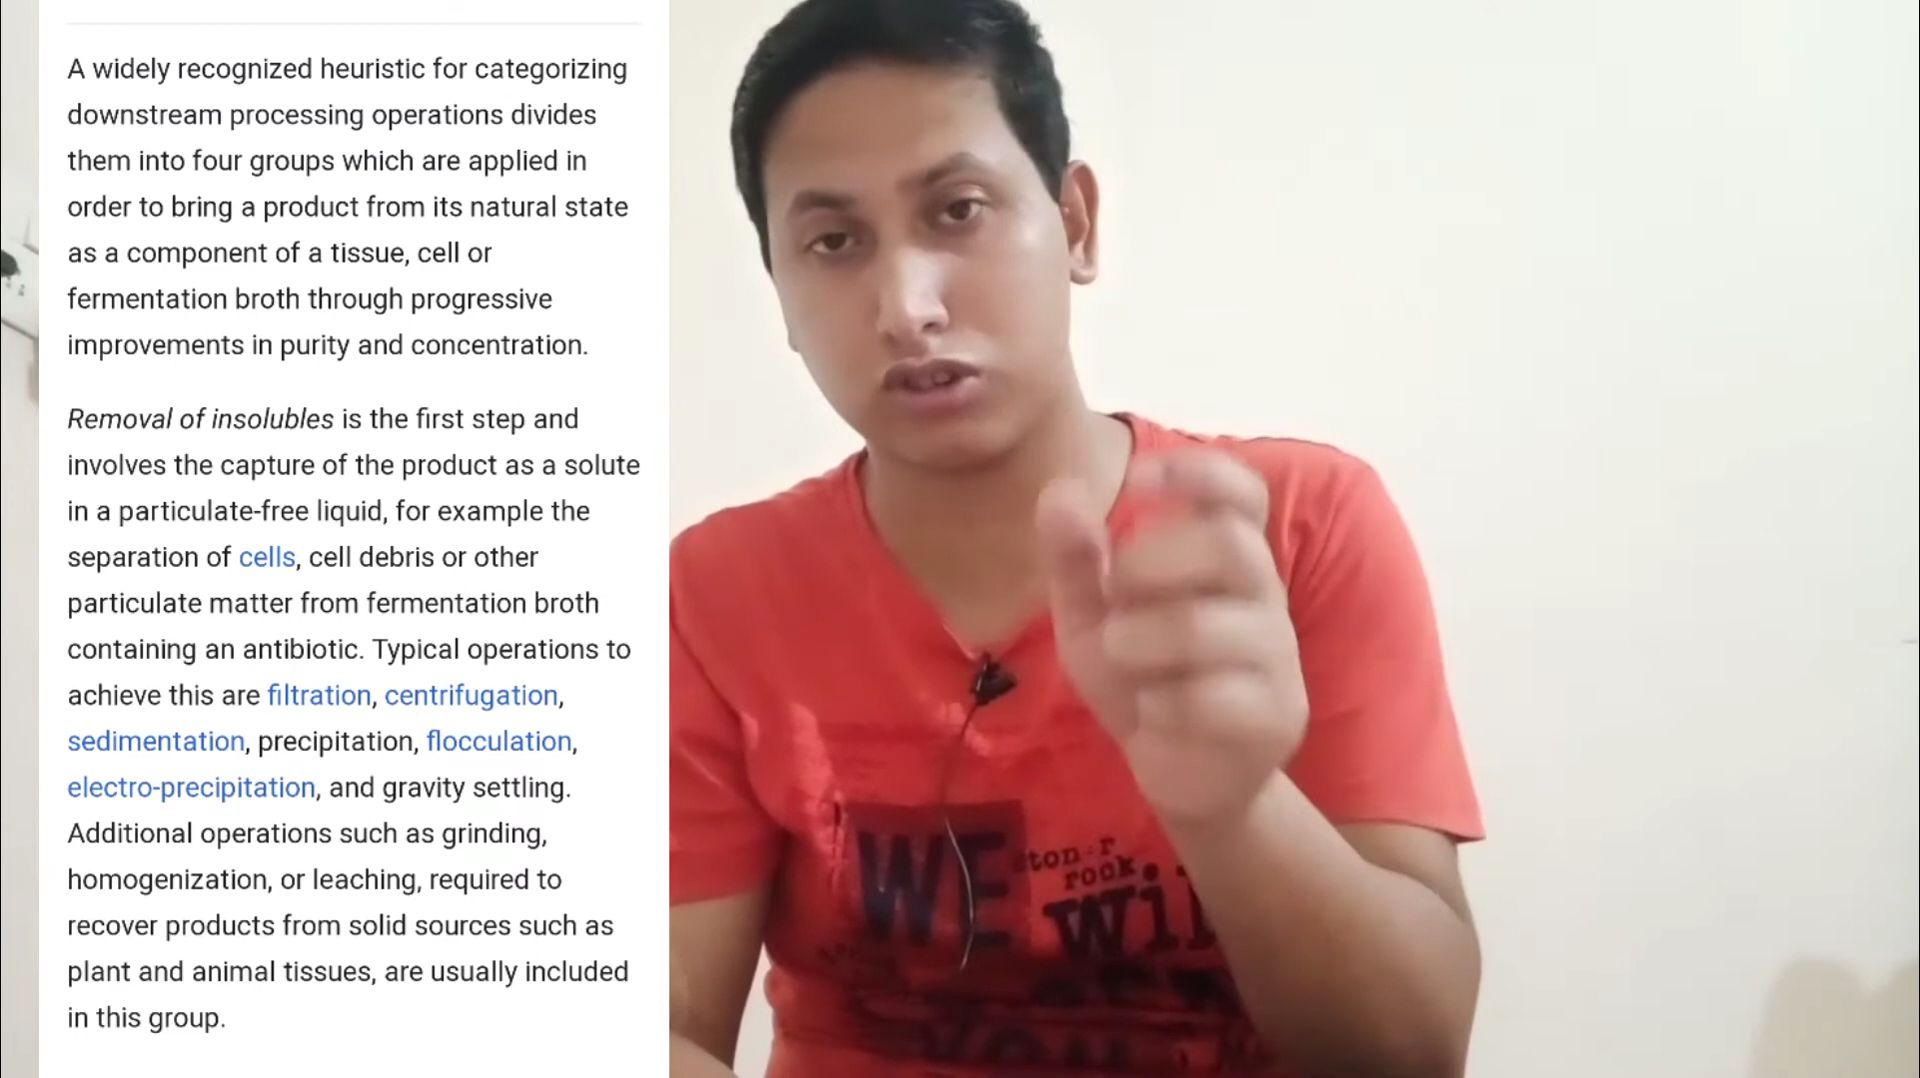 A widely recognized heuristic for categorizing
downstream processing operations divides
them into four groups which are applied in
order to bring a product from its natural state
as a component of a tissue, cell or
fermentation broth through progressive
improvements in purity and concentration.
Removal of insolubles is the first step and
involves the capture of the product as a solute
in a particulate-free liquid, for example the
separation of cells, cell debris or other
particulate matter from fermentation broth
containing an antibiotic. Typical operations to
achieve this are filtration, centrifugation,
sedimentation, precipitation, flocculation,
electro-precipitation, and gravity settling.
Additional operations such as grinding,
homogenization, or leaching, required to
recover products from solid sources such as
plant and animal tissues, are usually included
in this group.
WE
rook